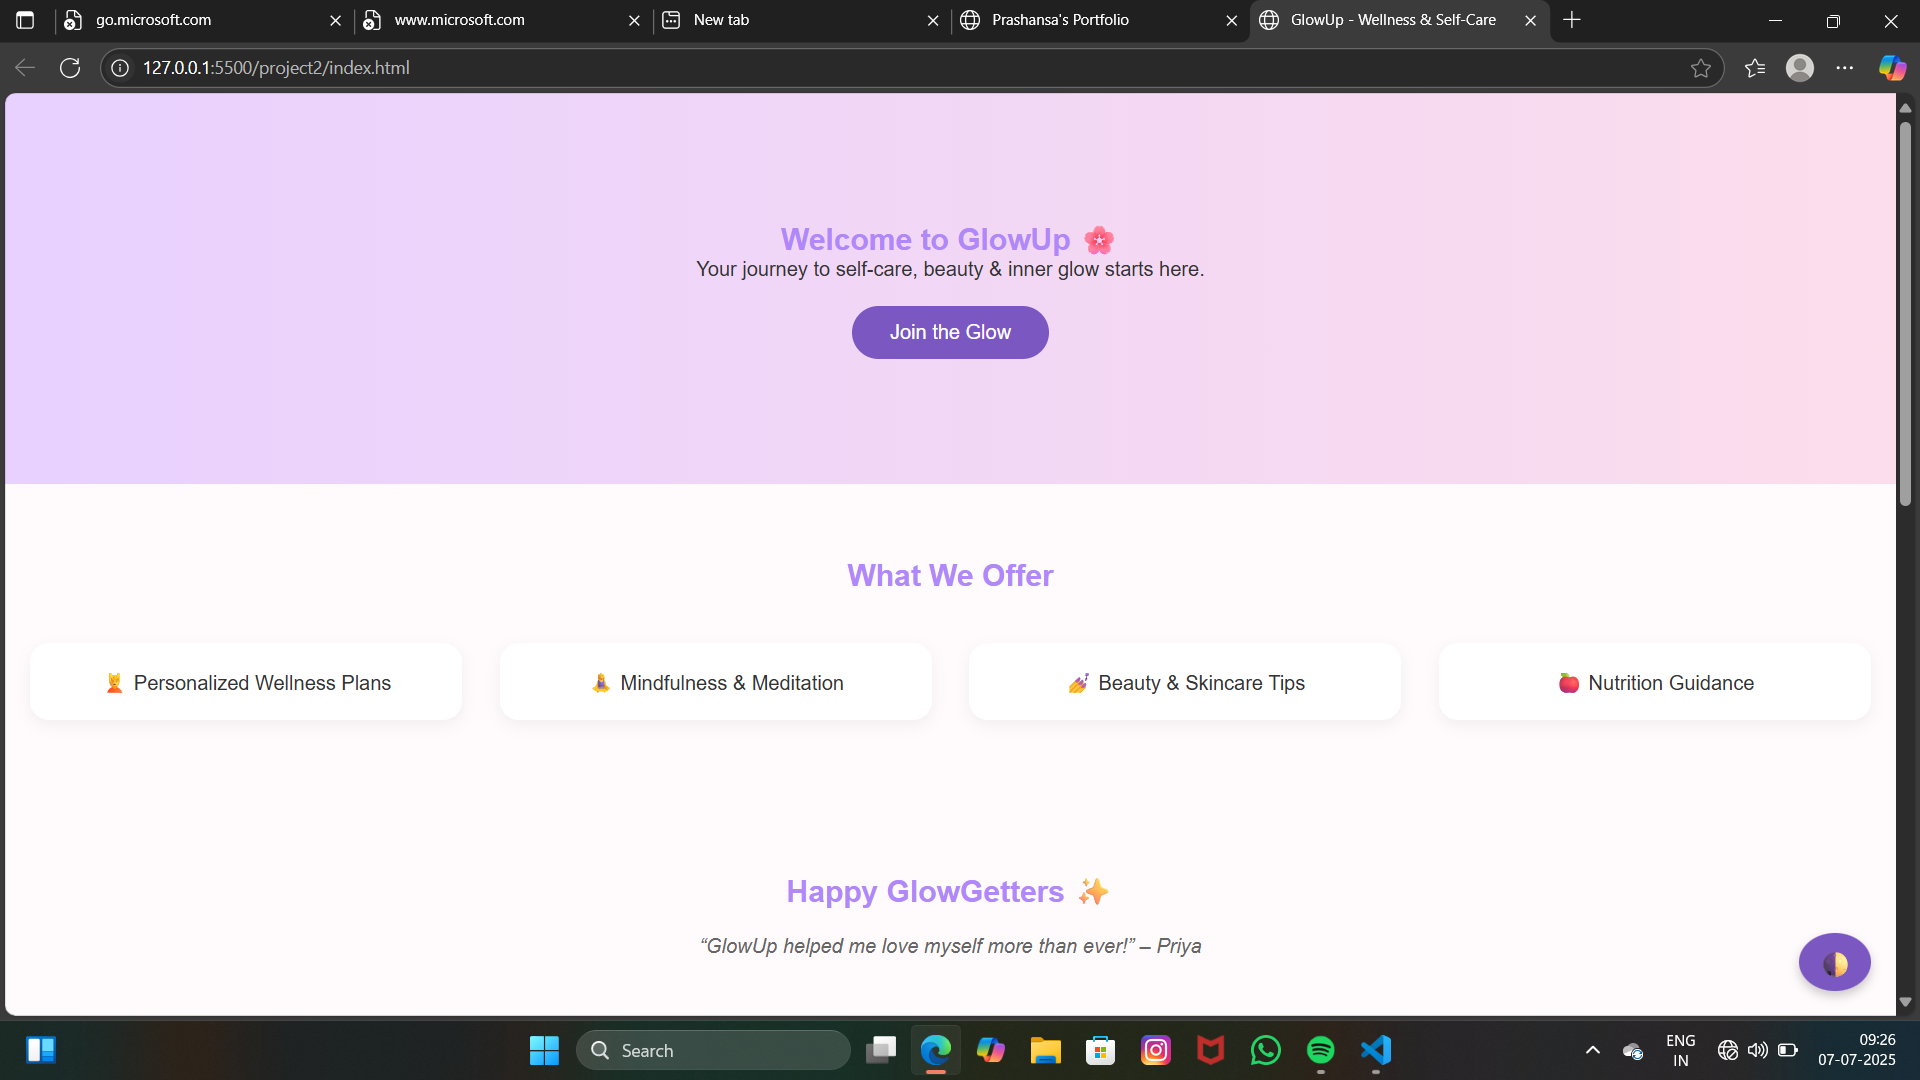 go.microsoft.com
www.microsoft.com
New tab
Prashansa's Portfolio
GlowUp - Wellness & Self-Care
127.0.0.1:5500/project2/index.html
Welcome to GlowUp 🌸
Your journey to self-care, beauty & inner glow starts here.
Join the Glow
What We Offer
💆 Personalized Wellness Plans
🧘‍♀️ Mindfulness & Meditation
💅 Beauty & Skincare Tips
🍎 Nutrition Guidance
Happy GlowGetters ✨
“GlowUp helped me love myself more than ever!” – Priya
Search
ENG
IN
09:26
07-07-2025